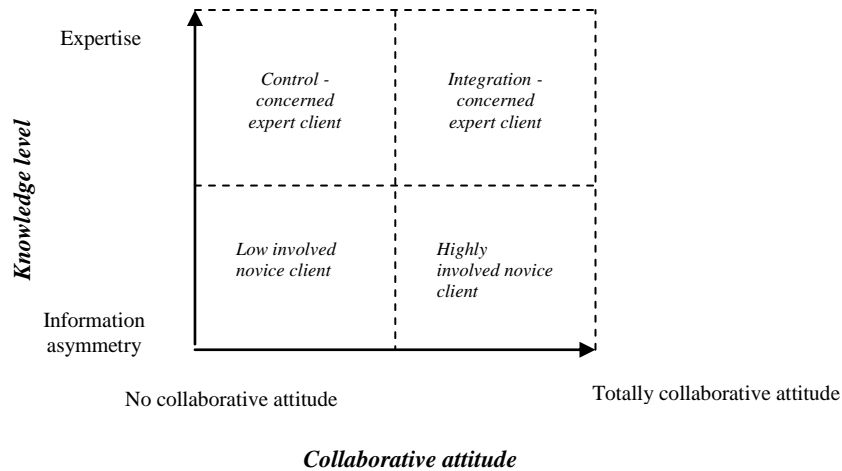 Expertise
Control -
concerned
expert client
Integration -
concerned
expert client
Knowledge level
Low involved
novice client
Highly
involved novice
client
Information
asymmetry
No collaborative attitude
Totally collaborative attitude
Collaborative attitude